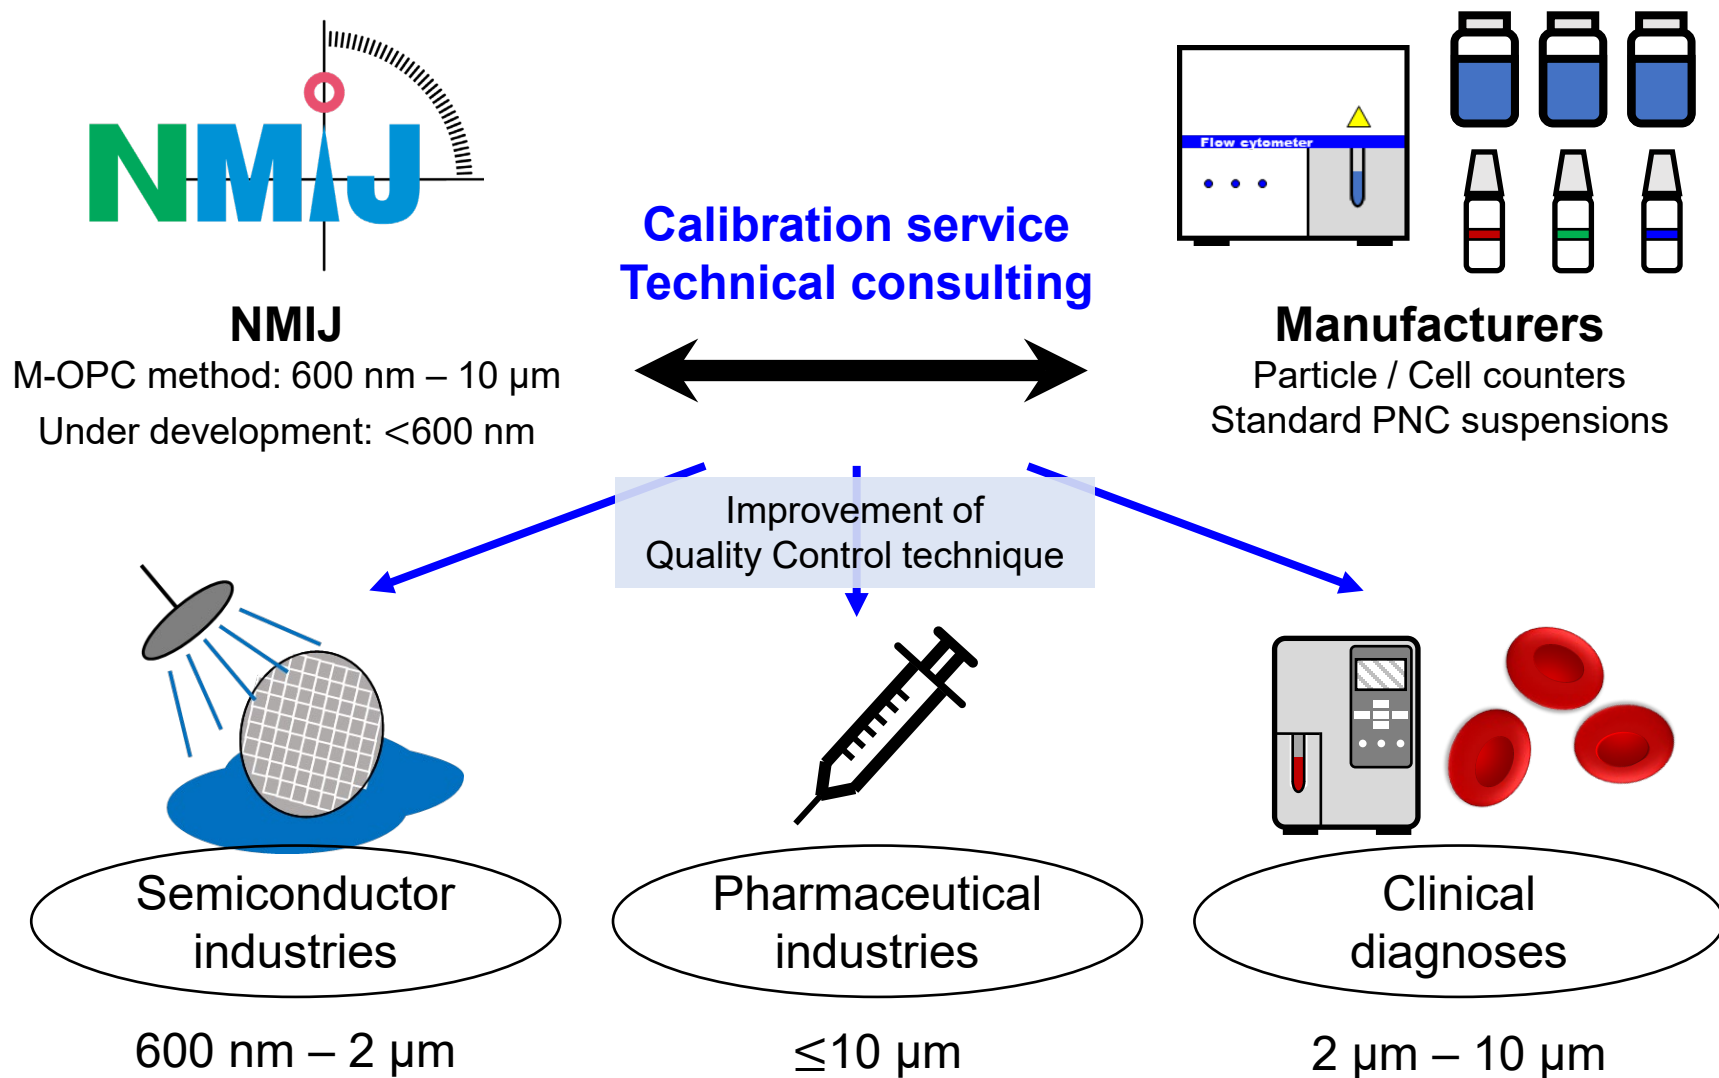 NMIJ
NMIJ
M-OPC method: 600 nm – 10 µm
Under development: <600 nm
Calibration service
Technical consulting
Flow cytometer
Manufacturers
Particle / Cell counters
Standard PNC suspensions
Improvement of
Quality Control technique
Semiconductor
industries
600 nm – 2 µm
Pharmaceutical
industries
≤10 µm
Clinical
diagnoses
2 µm – 10 µm